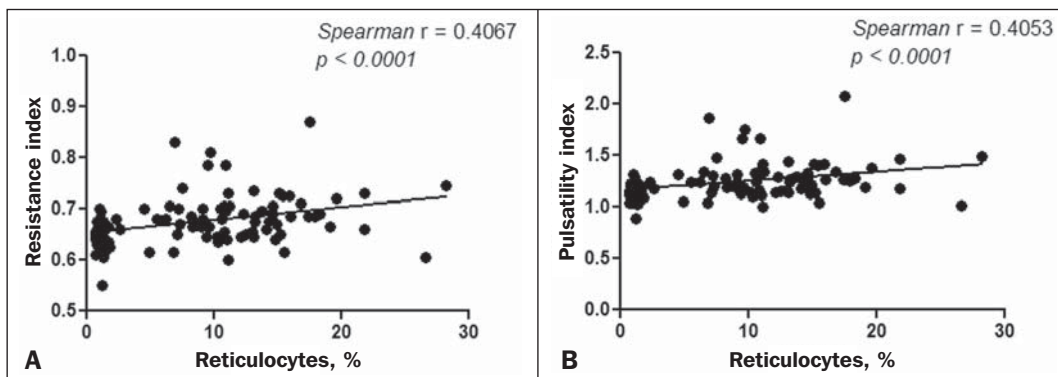 Spearman r = 0.4067
p < 0.0001
1.0
0.9
0.8
0.7
0.6
0.5
Resistance index
0 10 20 30
Reticulocytes, %
A
Spearman r = 0.4053
p < 0.0001
2.5
2.0
1.5
1.0
0.5
0.0
Pulsatility index
0 10 20 30
Reticulocytes, %
B